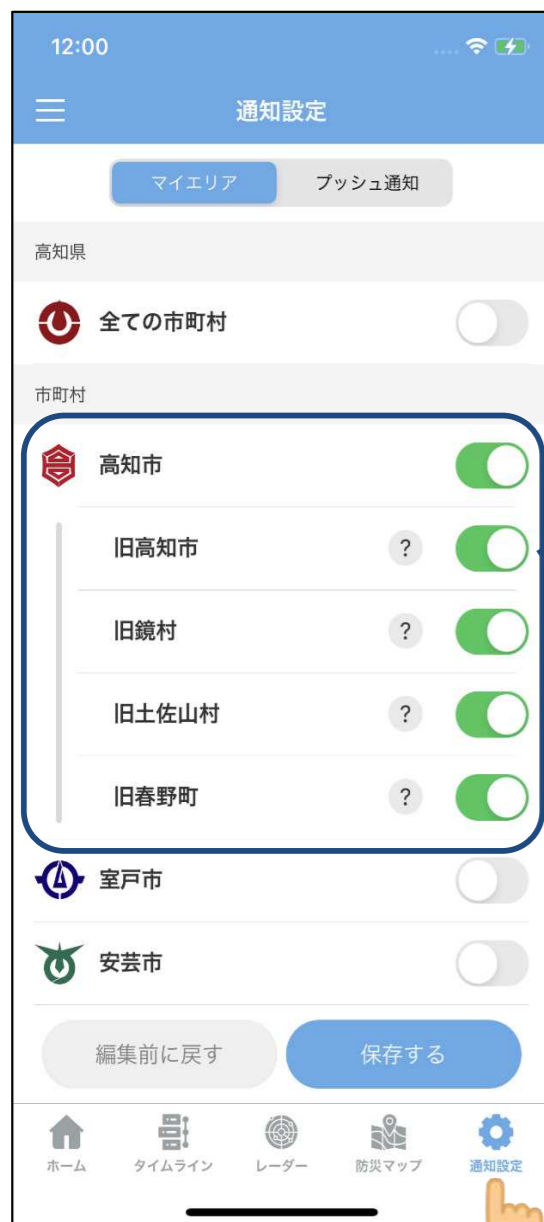 12:00
通知設定
マイエリア プッシュ通知
高知県
全ての市町村
市町村
高知市
旧高知市 ?
旧鏡村 ?
旧土佐山村 ?
旧春野町 ?
室戸市
安芸市
編集前に戻す 保存する
ホーム タイムライン レーダー 防災マップ 通知設定